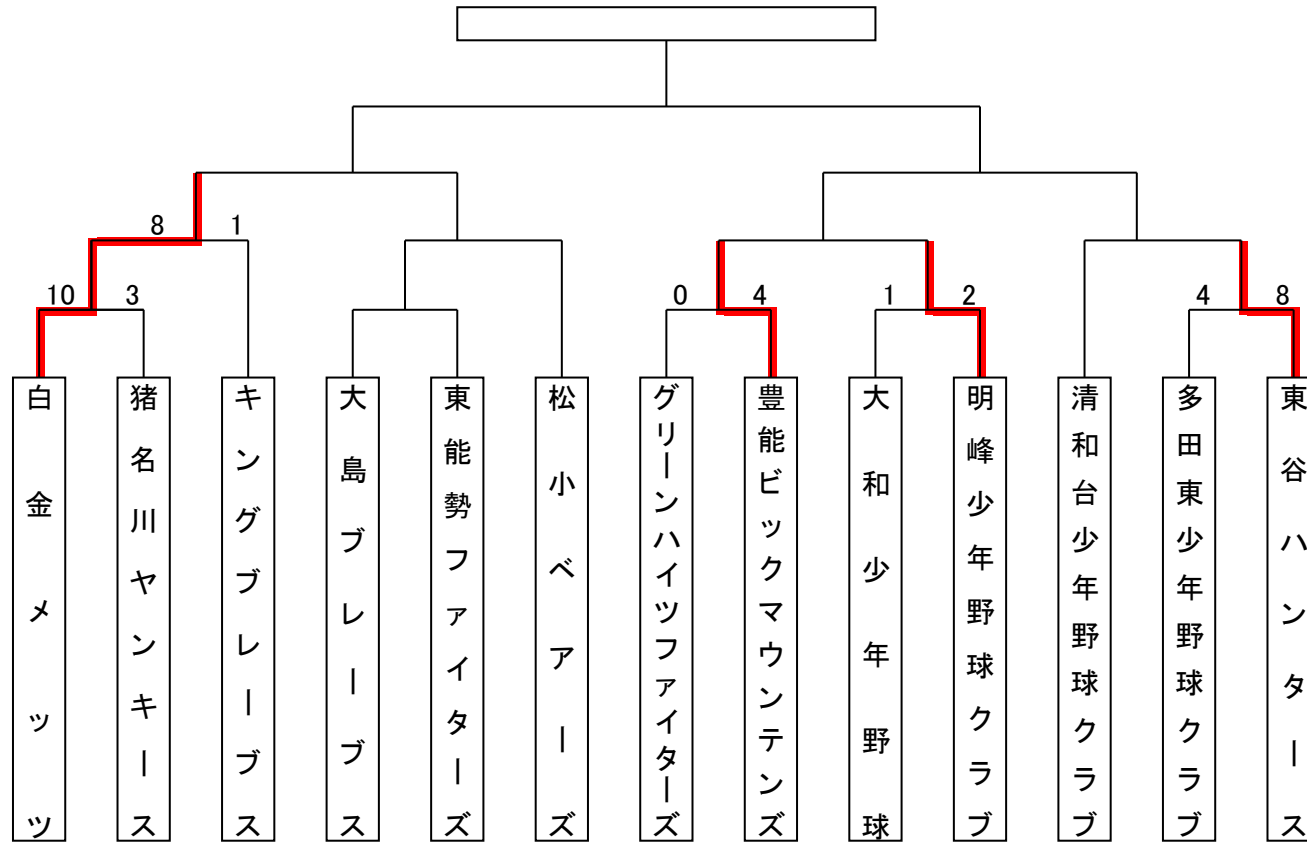 8 1
10 3 0 4 1 2 4 8
白金メッツ
猪名川ヤンキース
キングブレーブス
大島ブレーブス
東能勢ファイターズ
松小ベアーズ
グリーンハイツファイターズ
豊能ビックマウンテンズ
大和少年野球
明峰少年野球クラブ
清和台少年野球クラブ
多田東少年野球クラブ
東谷ハンタース